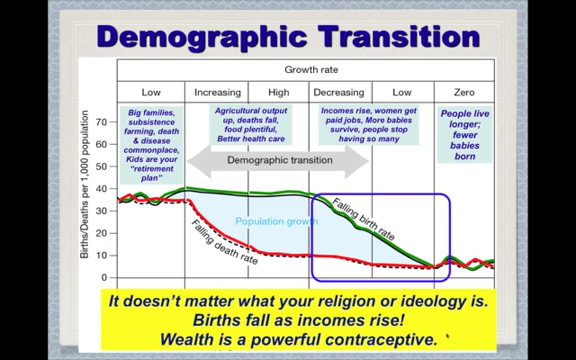 Demographic Transition
Growth rate
Low
Increasing
High
Decreasing
Low
Zero
Big families,
subsistence
farming, death
& disease
commonplace,
Kids are your
"retirement
plan"
Agricultural output
up, deaths fall,
food plentiful,
Better health care
Incomes rise, women get
paid jobs, More babies
survive, people stop
having so many
People live
longer;
fewer
babies
born
Demographic transition
Births/Deaths per 1,000 population
70
60
50
40
30
20
10
0
Population growth
Falling birth rate
Falling death rate
It doesn't matter what your religion or ideology is.
Births fall as incomes rise!
Wealth is a powerful contraceptive.